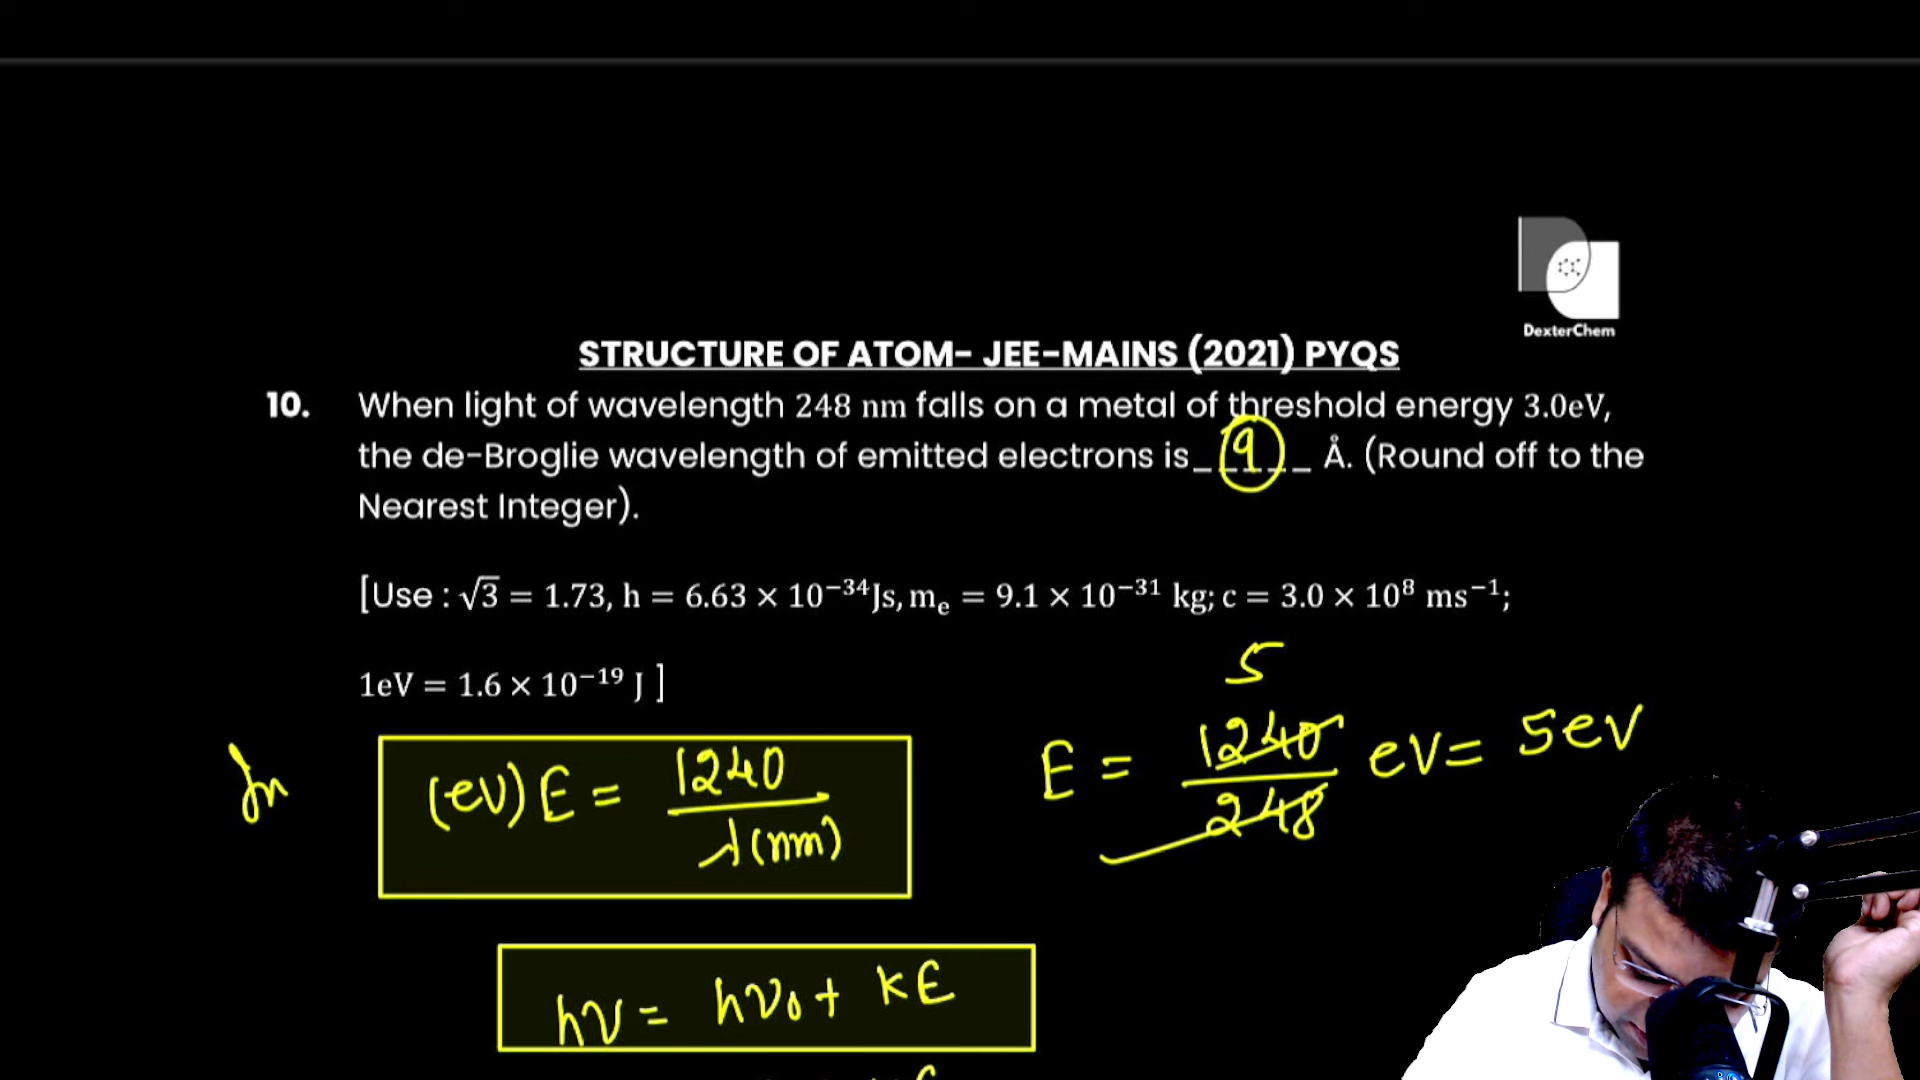 DexterChem
STRUCTURE OF ATOM- JEE-MAINS (2021) PYQS
10. When light of wavelength 248 nm falls on a metal of threshold energy 3.0eV,
the de-Broglie wavelength of emitted electrons is_ _9_ _ Å. (Round off to the
Nearest Integer).
[Use : √3 = 1.73, h = 6.63 × 10⁻³⁴Js, mₑ = 9.1 × 10⁻³¹ kg; c = 3.0 × 10⁸ ms⁻¹;
1eV = 1.6 × 10⁻¹⁹ J ]
(eV) E = 1240 / λ(nm)
5
E = 1240 / 248 eV = 5eV
hν = hν₀ + KE